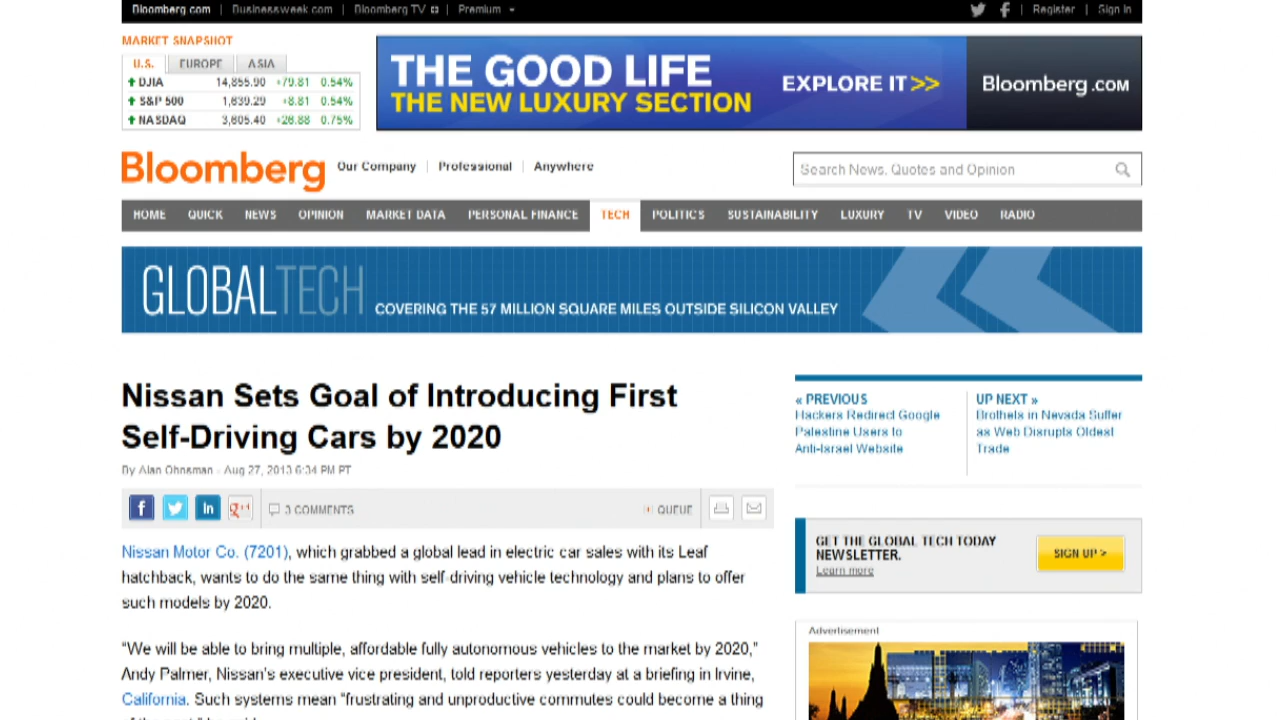 Bloomberg.com | Businessweek.com | Bloomberg TV | Premium
Register | Sign In
MARKET SNAPSHOT
U.S. EUROPE ASIA
DJIA 14,855.90 +79.81 0.54%
S&P 500 1,639.29 +8.81 0.54%
NASDAQ 3,605.40 +26.88 0.75%
THE GOOD LIFE
THE NEW LUXURY SECTION
EXPLORE IT >>
Bloomberg.COM
Bloomberg
Our Company | Professional | Anywhere
Search News, Quotes and Opinion
HOME QUICK NEWS OPINION MARKET DATA PERSONAL FINANCE TECH POLITICS SUSTAINABILITY LUXURY TV VIDEO RADIO
GLOBALTECH COVERING THE 57 MILLION SQUARE MILES OUTSIDE SILICON VALLEY
Nissan Sets Goal of Introducing First
Self-Driving Cars by 2020
By Alan Ohnsman - Aug 27, 2013 6:34 PM PT
f in g+1 3 COMMENTS QUEUE
Nissan Motor Co. (7201), which grabbed a global lead in electric car sales with its Leaf
hatchback, wants to do the same thing with self-driving vehicle technology and plans to offer
such models by 2020.
“We will be able to bring multiple, affordable fully autonomous vehicles to the market by 2020,”
Andy Palmer, Nissan’s executive vice president, told reporters yesterday at a briefing in Irvine,
California. Such systems mean “frustrating and unproductive commutes could become a thing
« PREVIOUS
Hackers Redirect Google
Palestine Users to
Anti-Israel Website
UP NEXT »
Brothels in Nevada Suffer
as Web Disrupts Oldest
Trade
GET THE GLOBAL TECH TODAY
NEWSLETTER.
Learn more
SIGN UP >
Advertisement